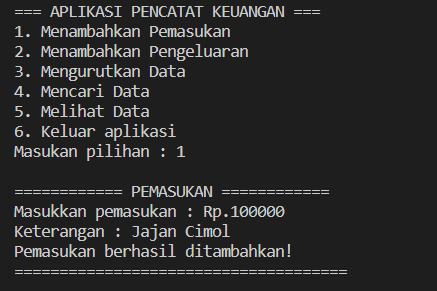 === APLIKASI PENCATAT KEUANGAN ===
1. Menambahkan Pemasukan
2. Menambahkan Pengeluaran
3. Mengurutkan Data
4. Mencari Data
5. Melihat Data
6. Keluar aplikasi
Masukan pilihan : 1

============ PEMASUKAN ============
Masukkan pemasukan : Rp.100000
Keterangan : Jajan Cimol
Pemasukan berhasil ditambahkan!
=====================================